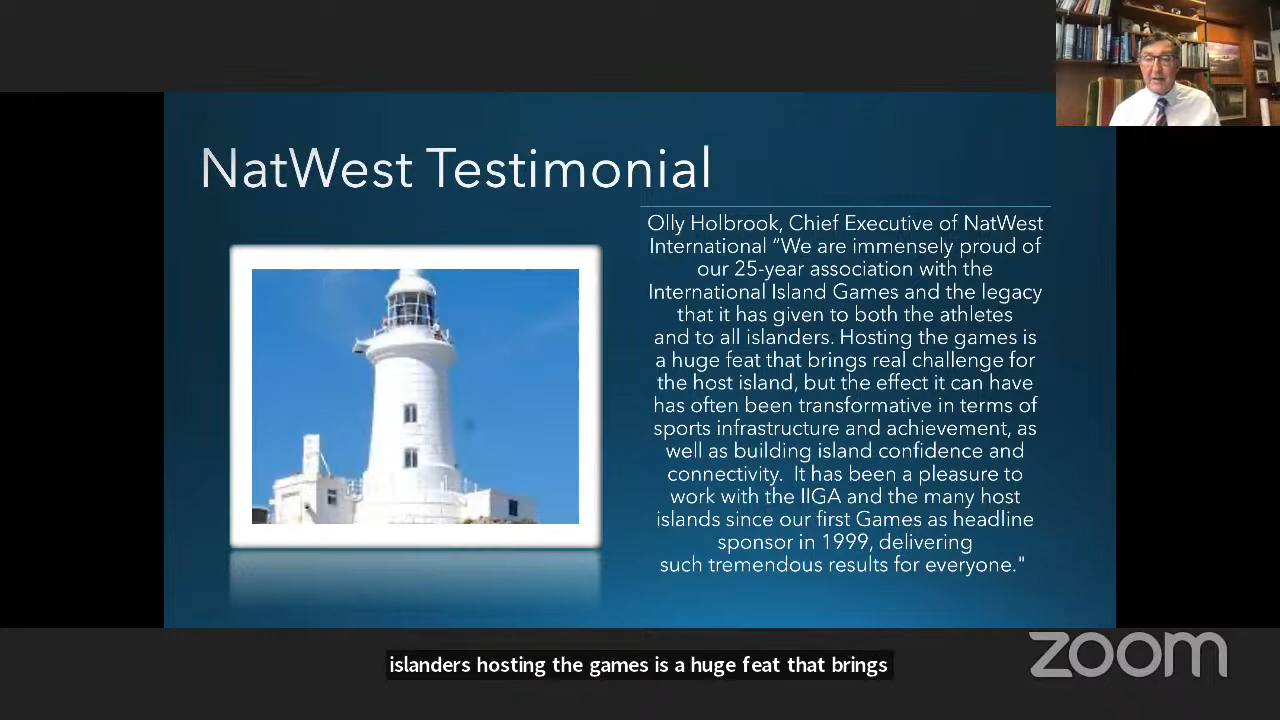 NatWest Testimonial
Olly Holbrook, Chief Executive of NatWest
International “We are immensely proud of
our 25-year association with the
International Island Games and the legacy
that it has given to both the athletes
and to all islanders. Hosting the games is
a huge feat that brings real challenge for
the host island, but the effect it can have
has often been transformative in terms of
sports infrastructure and achievement, as
well as building island confidence and
connectivity.  It has been a pleasure to
work with the IIGA and the many host
islands since our first Games as headline
sponsor in 1999, delivering
such tremendous results for everyone."
islanders hosting the games is a huge feat that brings
zoom